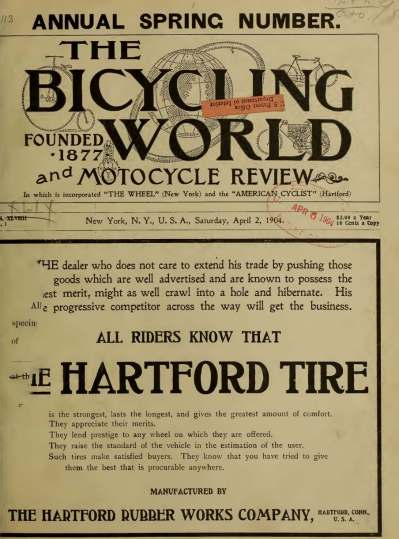 ANNUAL SPRING NUMBER.
THE
BICYCLING
U.S. Patent Office
Department of Interior
FOUNDED
1877
WORLD
and MOTOCYCLE REVIEW
In which is incorporated "THE WHEEL" (New York) and the "AMERICAN CYCLIST" (Hartford)
New York, N. Y., U. S. A., Saturday, April 2, 1904.
APR 6 1904
$2.00 a Year
10 Cents a Copy
THE dealer who does not care to extend his trade by pushing those
goods which are well advertised and are known to possess the
est merit, might as well crawl into a hole and hibernate. His
e progressive competitor across the way will get the business.
All
specim
of
ALL RIDERS KNOW THAT
HARTFORD TIRE
is the strongest, lasts the longest, and gives the greatest amount of comfort.
They appreciate their merits.
They lend prestige to any wheel on which they are offered.
They raise the standard of the vehicle in the estimation of the user.
Such tires make satisfied buyers. They know that you have tried to give
them the best that is procurable anywhere.
MANUFACTURED BY
THE HARTFORD RUBBER WORKS COMPANY, HARTFORD, CONN., U. S. A.